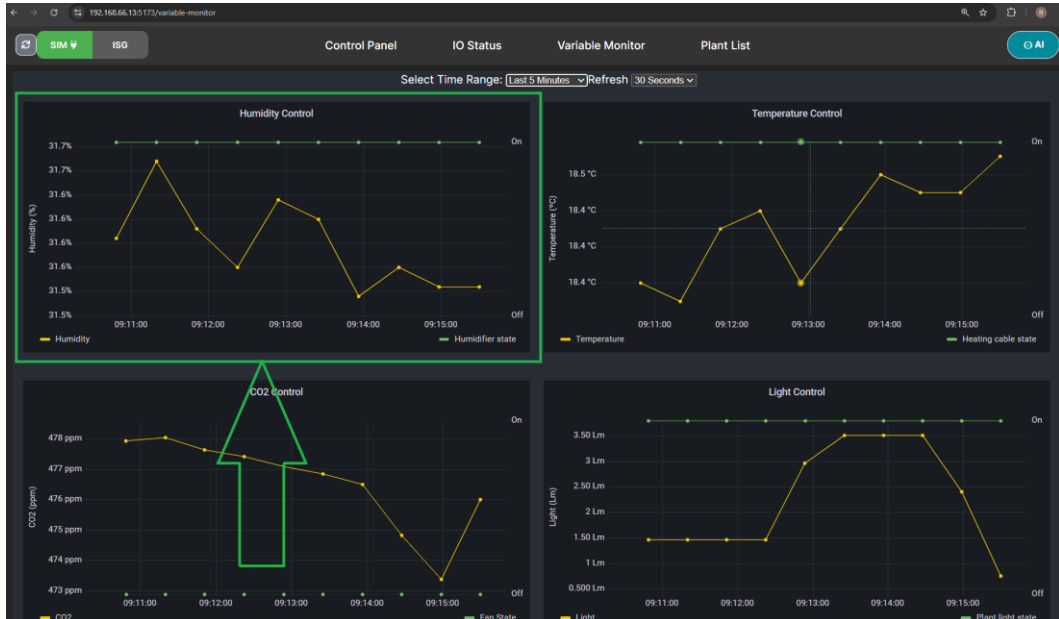 192.168.66.13:5173/variable-monitor
SIM
ISG
Control Panel
IO Status
Variable Monitor
Plant List
AI
Select Time Range: Last 5 Minutes Refresh 30 Seconds
Humidity Control
On
31.7%
31.7%
31.6%
31.6%
31.6%
31.6%
31.5%
31.5%
Humidity (%)
Off
09:11:00 09:12:00 09:13:00 09:14:00 09:15:00
Humidity
Humidifier state
Temperature Control
On
18.5 °C
18.4 °C
18.4 °C
18.4 °C
Temperature (°C)
Off
09:11:00 09:12:00 09:13:00 09:14:00 09:15:00
Temperature
Heating cable state
CO2 Control
On
478 ppm
477 ppm
476 ppm
475 ppm
474 ppm
473 ppm
CO2 (ppm)
Off
09:11:00 09:12:00 09:13:00 09:14:00 09:15:00
CO2
Fan State
Light Control
On
3.50 Lm
3 Lm
2.50 Lm
2 Lm
1.50 Lm
1 Lm
0.500 Lm
Light (Lm)
Off
09:11:00 09:12:00 09:13:00 09:14:00 09:15:00
Light
Plant light state